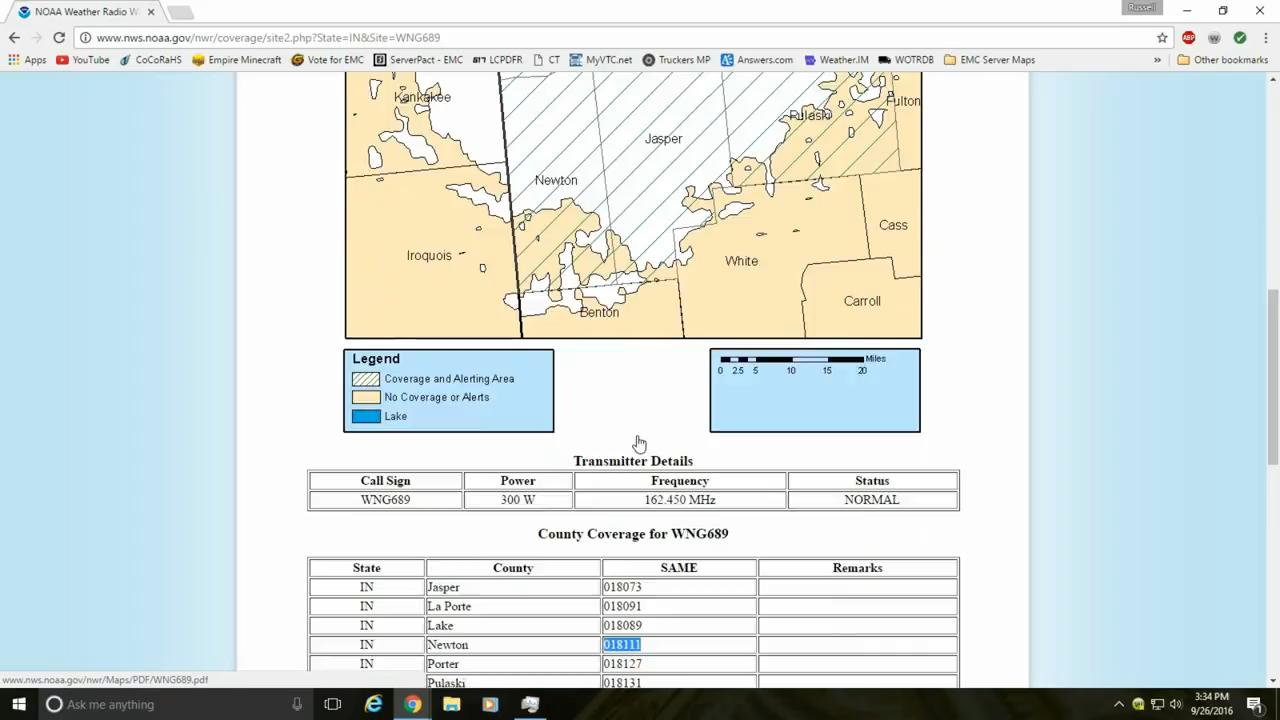 NOAA Weather Radio W
Russell
www.nws.noaa.gov/nwr/coverage/site2.php?State=IN&Site=WNG689
Apps YouTube CoCoRaHS Empire Minecraft Vote for EMC ServerPact - EMC LCPDFR CT MyVTC.net Truckers MP Answers.com Weather.IM WOTRDB EMC Server Maps » Other bookmarks
ABP
Kankakee
Fulton
Pulaski
Jasper
Newton
Cass
Iroquois
White
Carroll
Benton
Legend
Coverage and Alerting Area
No Coverage or Alerts
Lake
Miles
0 2.5 5 10 15 20
Transmitter Details
Call Sign Power Frequency Status
WNG689 300 W 162.450 MHz NORMAL
County Coverage for WNG689
State County SAME Remarks
IN Jasper 018073
IN La Porte 018091
IN Lake 018089
IN Newton 018111
IN Porter 018127
Pulaski 018131
www.nws.noaa.gov/nwr/Maps/PDF/WNG689.pdf
Ask me anything
3:34 PM
9/26/2016